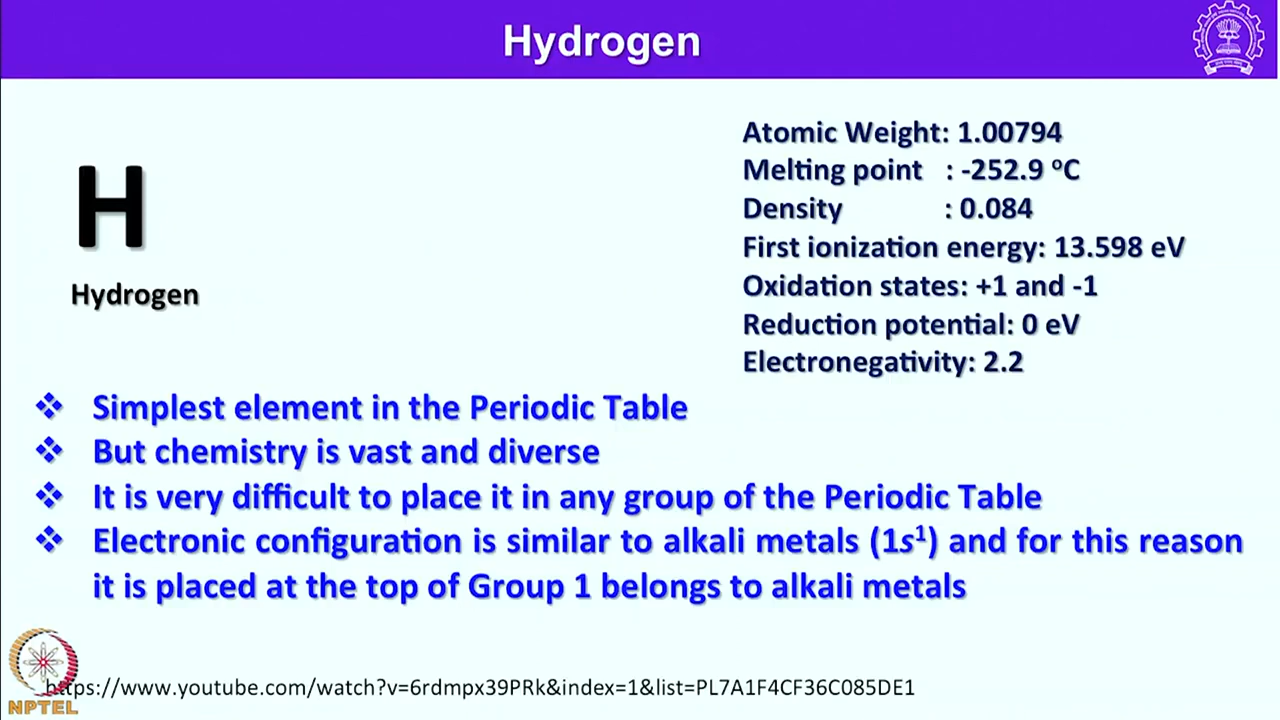 Hydrogen
H
Hydrogen
Atomic Weight: 1.00794
Melting point : -252.9 °C
Density : 0.084
First ionization energy: 13.598 eV
Oxidation states: +1 and -1
Reduction potential: 0 eV
Electronegativity: 2.2
❖ Simplest element in the Periodic Table
❖ But chemistry is vast and diverse
❖ It is very difficult to place it in any group of the Periodic Table
❖ Electronic configuration is similar to alkali metals (1s¹) and for this reason
it is placed at the top of Group 1 belongs to alkali metals
https://www.youtube.com/watch?v=6rdmpx39PRk&index=1&list=PL7A1F4CF36C085DE1
NPTEL